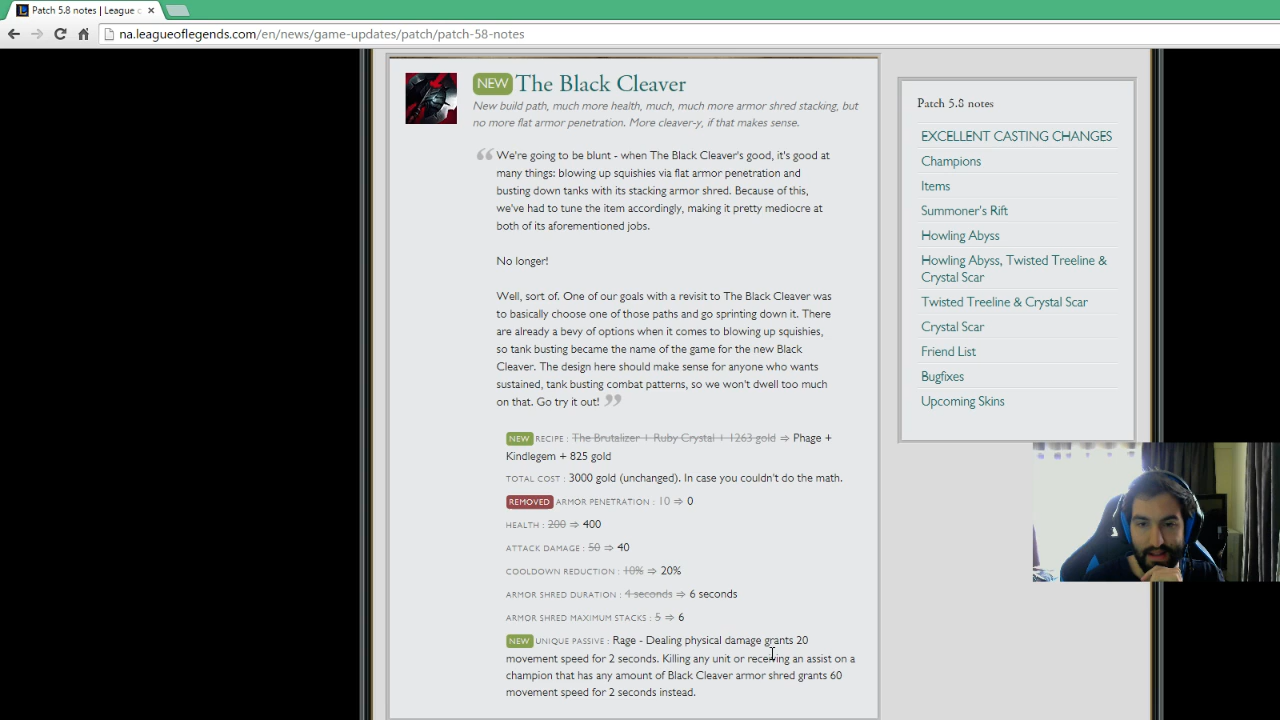 Patch 5.8 notes | League c
na.leagueoflegends.com/en/news/game-updates/patch/patch-58-notes
NEW The Black Cleaver
New build path, much more health, much, much more armor shred stacking, but
no more flat armor penetration. More cleaver-y, if that makes sense.
“ We're going to be blunt - when The Black Cleaver's good, it's good at
many things: blowing up squishies via flat armor penetration and
busting down tanks with its stacking armor shred. Because of this,
we've had to tune the item accordingly, making it pretty mediocre at
both of its aforementioned jobs.
No longer!
Well, sort of. One of our goals with a revisit to The Black Cleaver was
to basically choose one of those paths and go sprinting down it. There
are already a bevy of options when it comes to blowing up squishies,
so tank busting became the name of the game for the new Black
Cleaver. The design here should make sense for anyone who wants
sustained, tank busting combat patterns, so we won't dwell too much
on that. Go try it out! ”
NEW RECIPE : The Brutalizer + Ruby Crystal + 1263 gold ⇒ Phage +
Kindlegem + 825 gold
TOTAL COST : 3000 gold (unchanged). In case you couldn't do the math.
REMOVED ARMOR PENETRATION : 10 ⇒ 0
HEALTH : 200 ⇒ 400
ATTACK DAMAGE : 50 ⇒ 40
COOLDOWN REDUCTION : 10% ⇒ 20%
ARMOR SHRED DURATION : 4 seconds ⇒ 6 seconds
ARMOR SHRED MAXIMUM STACKS : 5 ⇒ 6
NEW UNIQUE PASSIVE : Rage - Dealing physical damage grants 20
movement speed for 2 seconds. Killing any unit or receiving an assist on a
champion that has any amount of Black Cleaver armor shred grants 60
movement speed for 2 seconds instead.
Patch 5.8 notes
EXCELLENT CASTING CHANGES
Champions
Items
Summoner's Rift
Howling Abyss
Howling Abyss, Twisted Treeline &
Crystal Scar
Twisted Treeline & Crystal Scar
Crystal Scar
Friend List
Bugfixes
Upcoming Skins